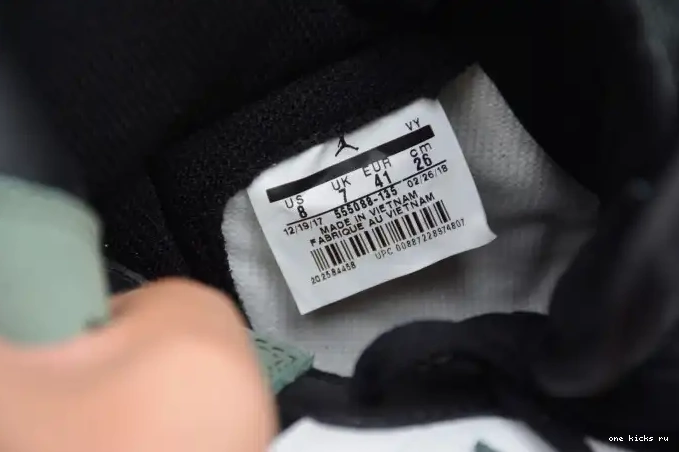 VY
US UK EUR cm
8 7 41 26
12/19/17 555088-135 02/26/18
MADE IN VIETNAM
FABRIQUE AU VIETNAM
202584458 UPC 00887228974807
one kicks ru